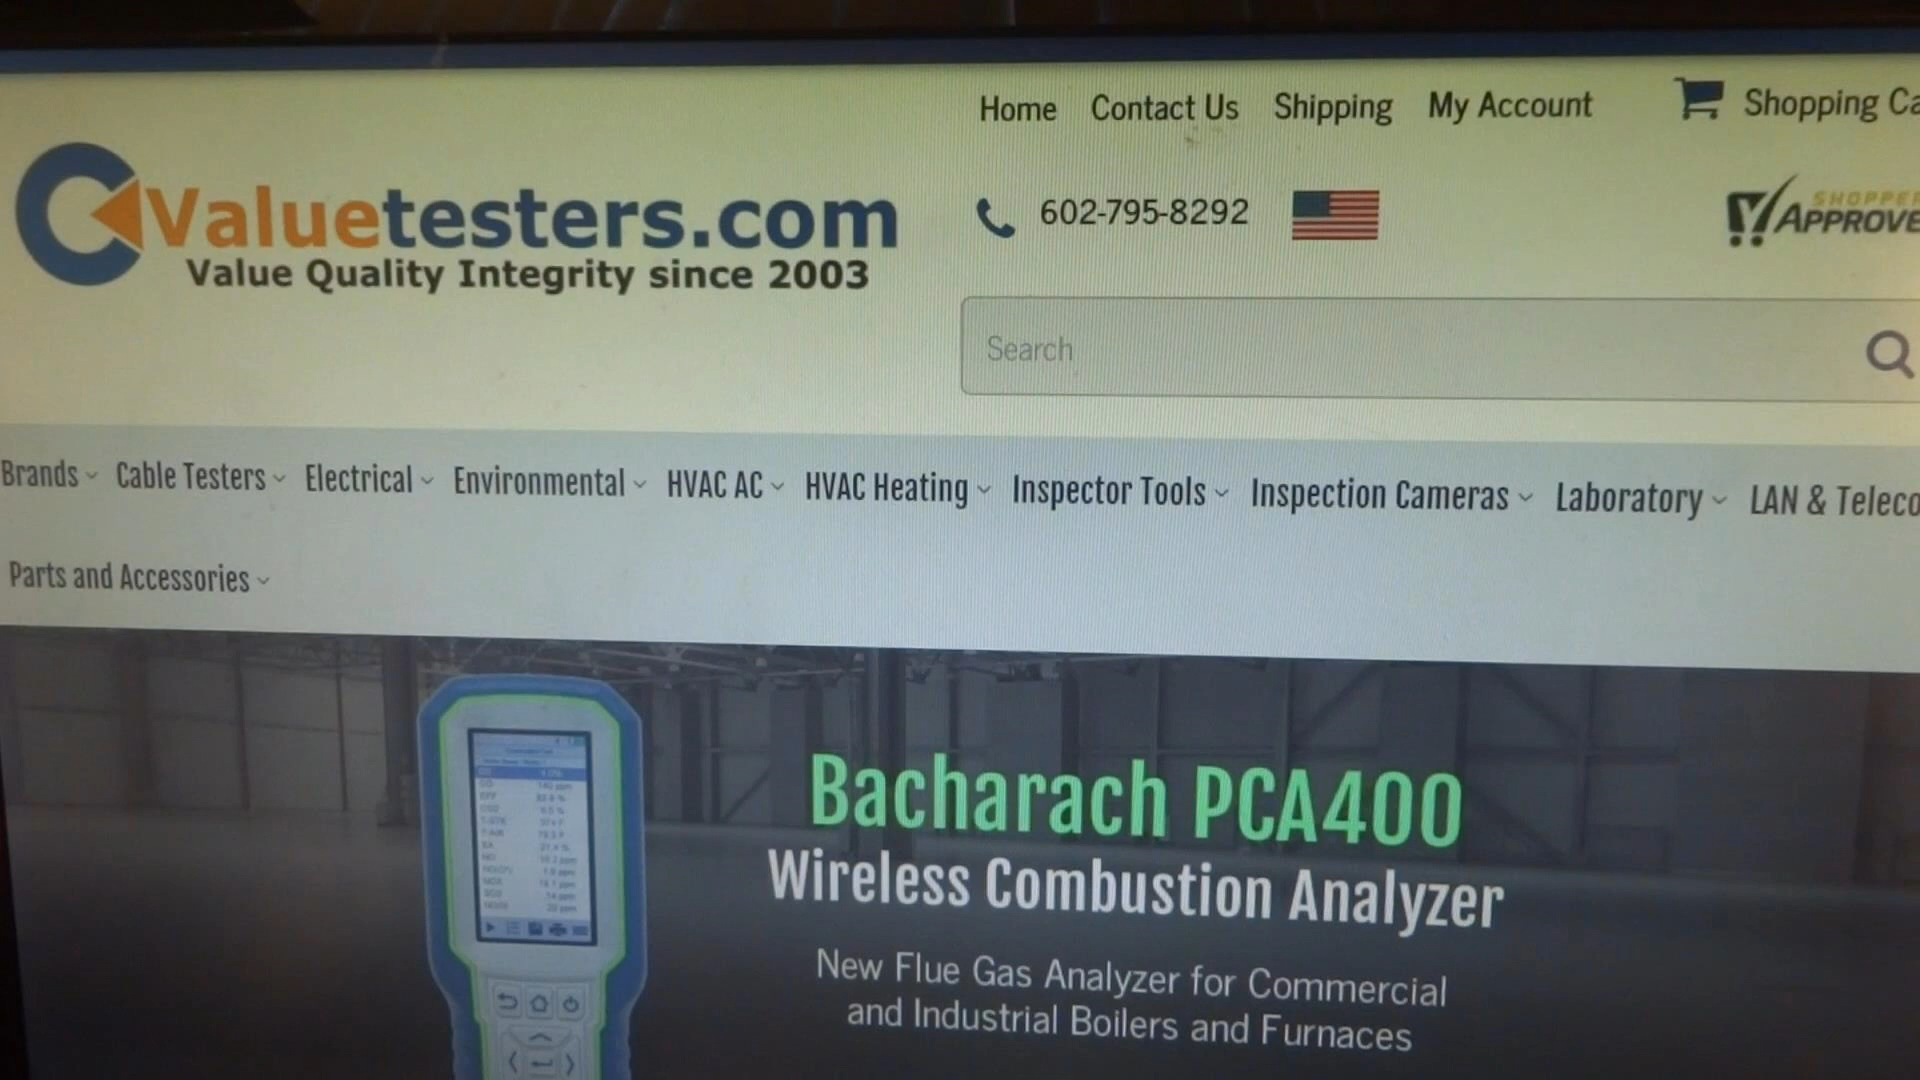 Home Contact Us Shipping My Account Shopping
Valuetesters.com
Value Quality Integrity since 2003
602-795-8292
SHOPPER
APPROVE
Search
Brands Cable Testers Electrical Environmental HVAC AC HVAC Heating Inspector Tools Inspection Cameras Laboratory LAN & Teleco
Parts and Accessories
Bacharach PCA400
Wireless Combustion Analyzer
New Flue Gas Analyzer for Commercial
and Industrial Boilers and Furnaces